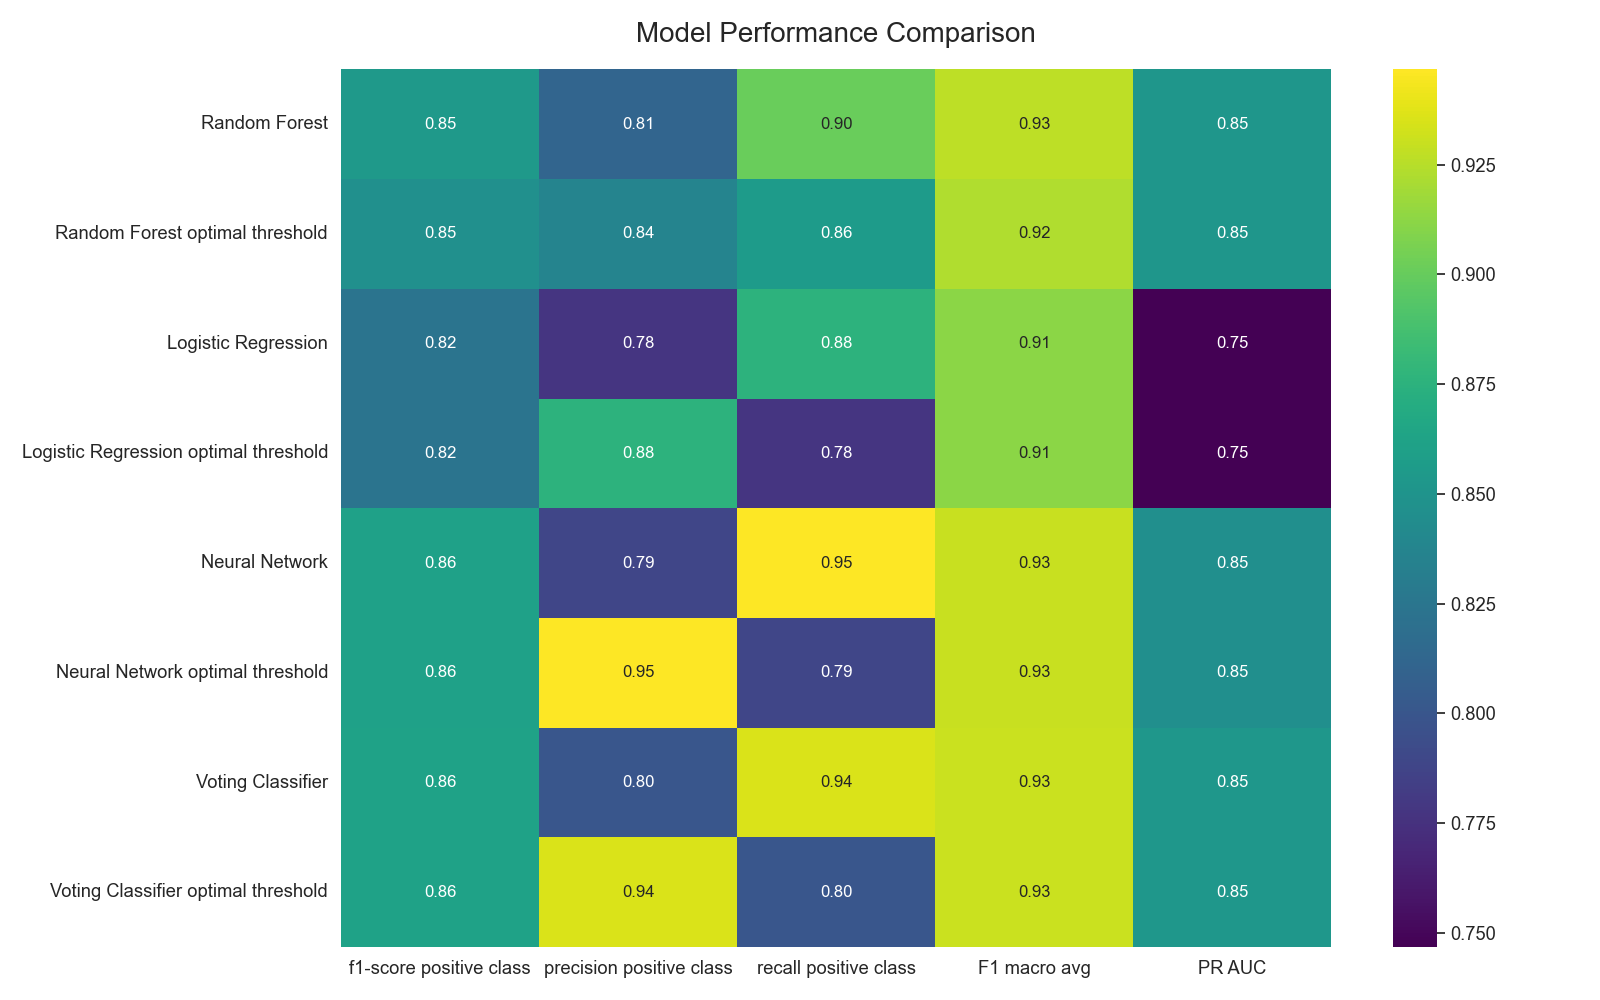 Model Performance Comparison
Random Forest 0.85 0.81 0.90 0.93 0.85
0.925
Random Forest optimal threshold 0.85 0.84 0.86 0.92 0.85
0.900
Logistic Regression 0.82 0.78 0.88 0.91 0.75
0.875
Logistic Regression optimal threshold 0.82 0.88 0.78 0.91 0.75
0.850
Neural Network 0.86 0.79 0.95 0.93 0.85
0.825
Neural Network optimal threshold 0.86 0.95 0.79 0.93 0.85
0.800
Voting Classifier 0.86 0.80 0.94 0.93 0.85
0.775
Voting Classifier optimal threshold 0.86 0.94 0.80 0.93 0.85
0.750
f1-score positive class precision positive class recall positive class F1 macro avg PR AUC